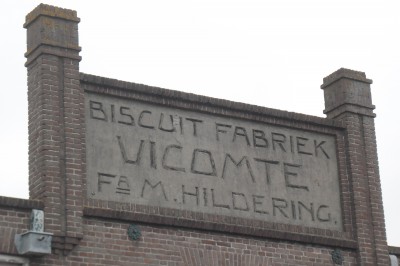 BISCUIT FABRIEK
VICOMTE
FA M. HILDERING.